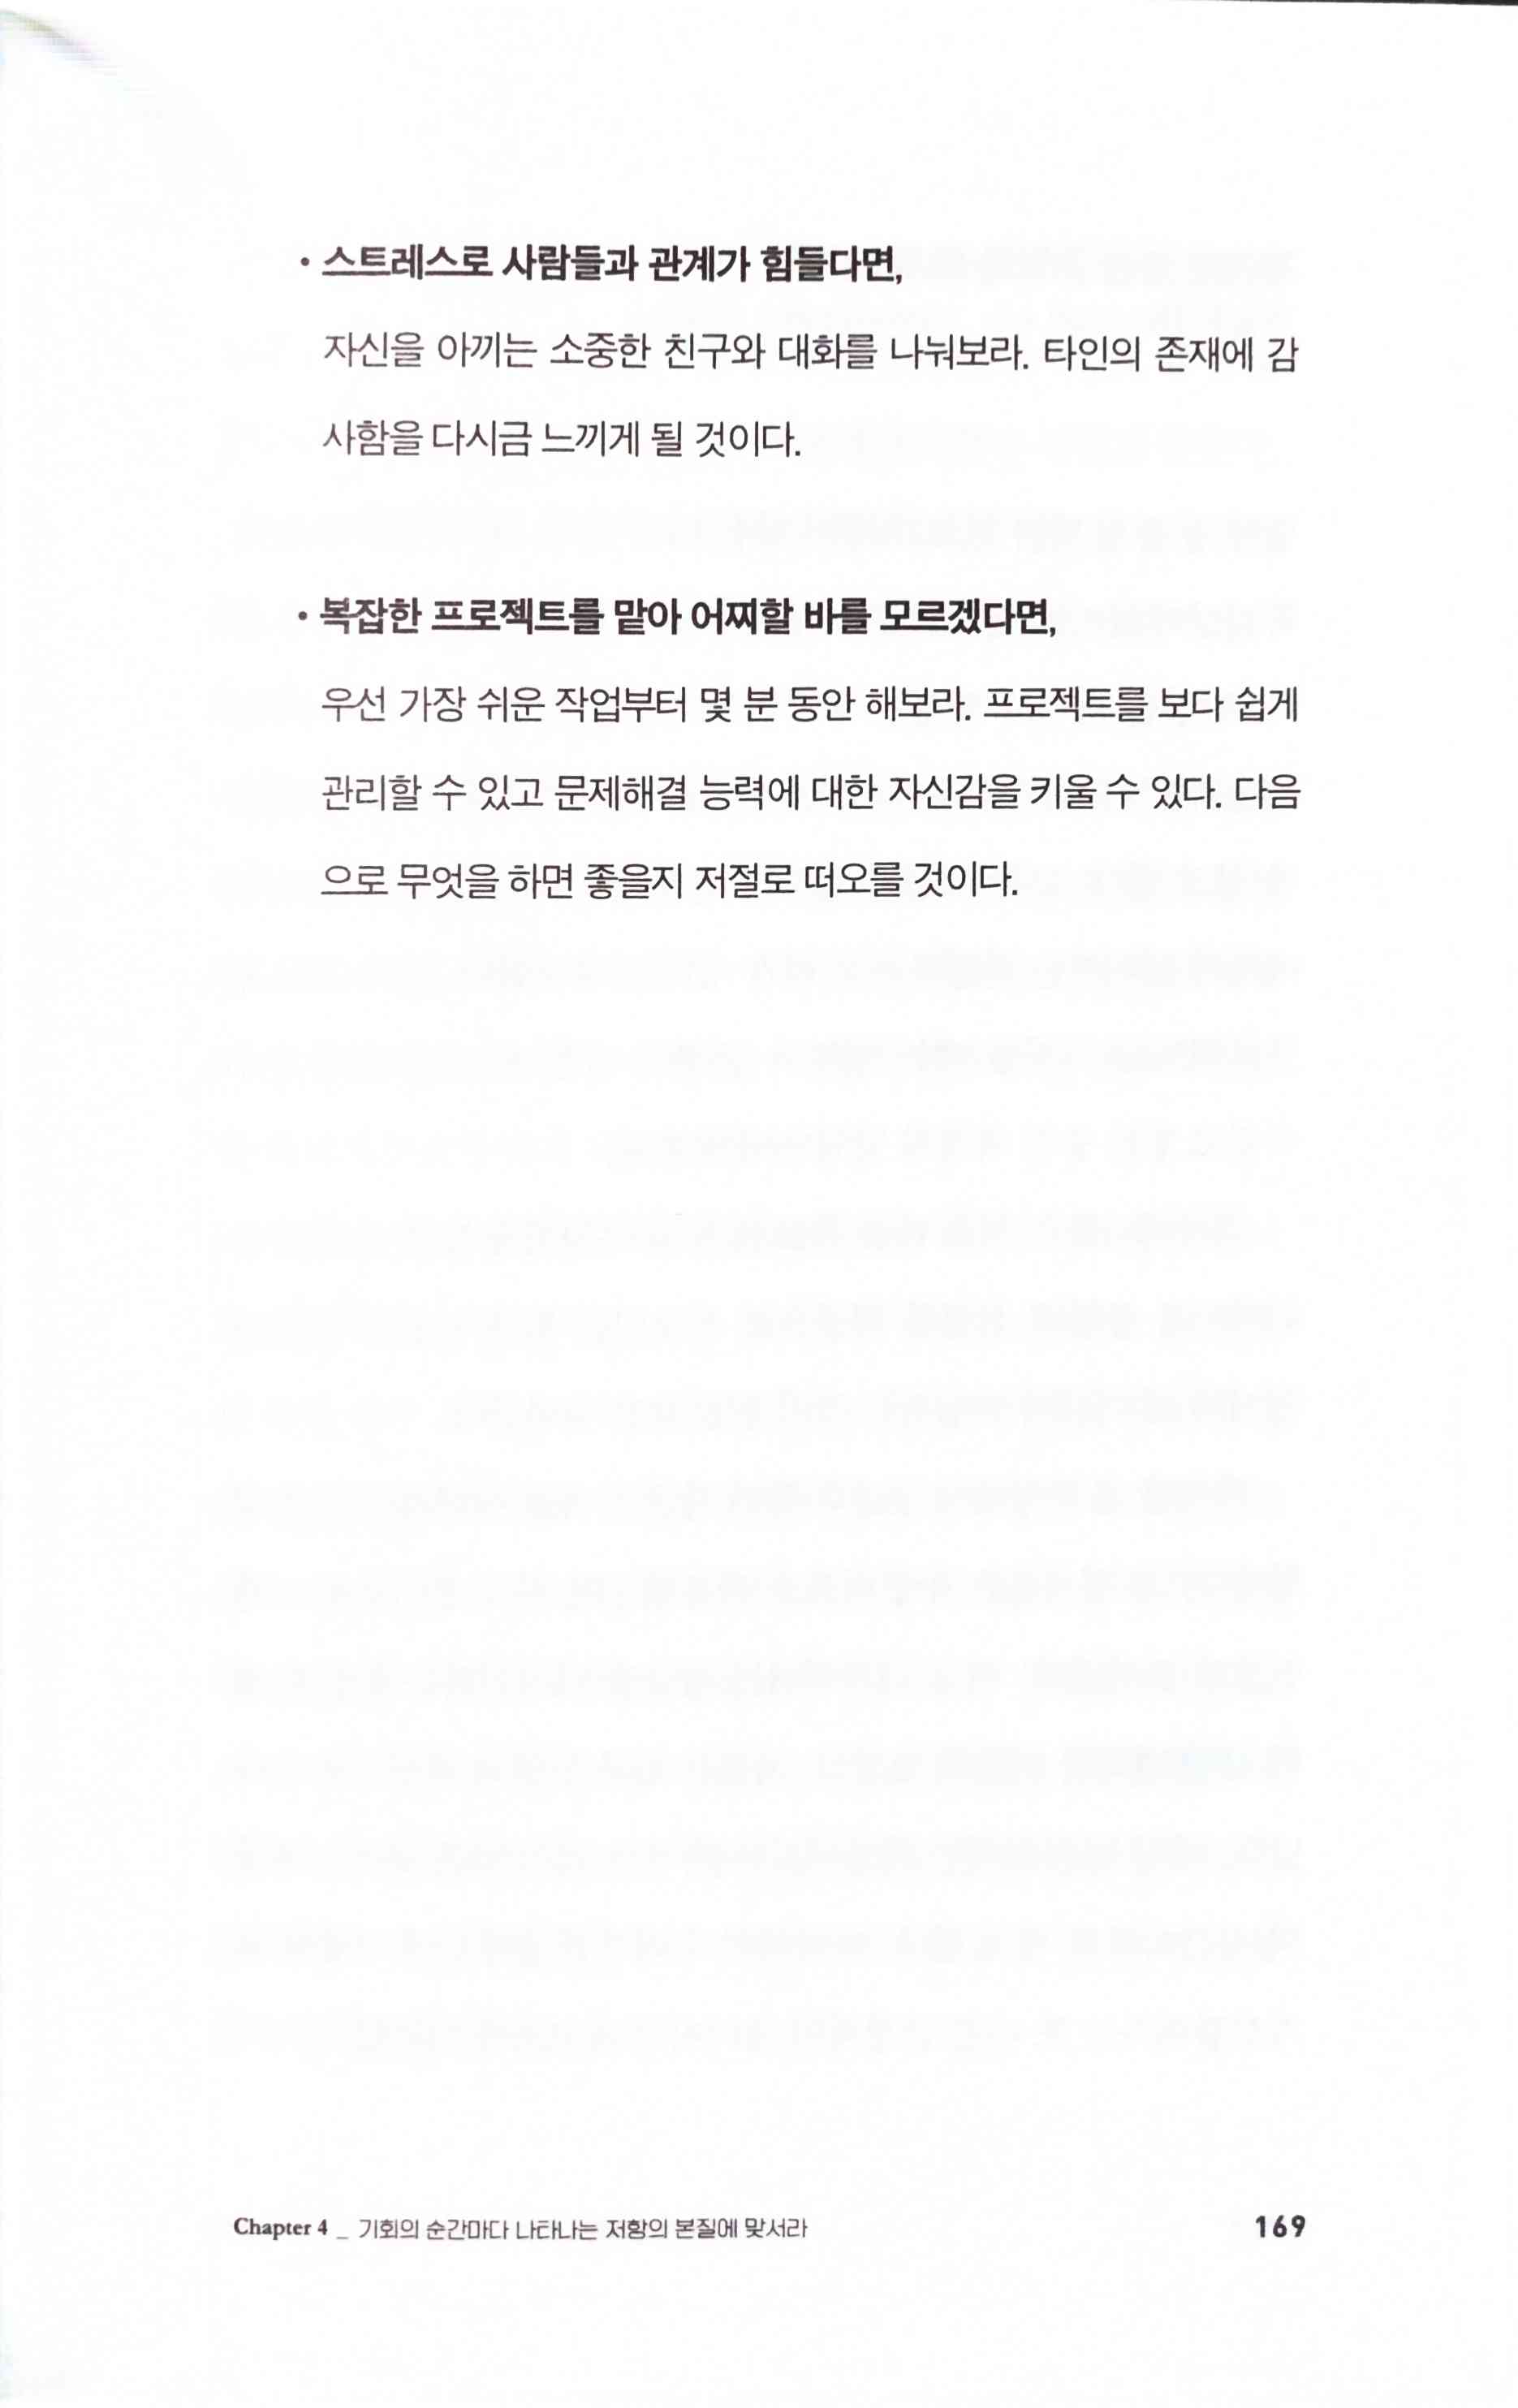 • 스트레스로 사람들과 관계가 힘들다면,
자신을 아끼는 소중한 친구와 대화를 나눠보라. 타인의 존재에 감
사함을 다시금 느끼게 될 것이다.
• 복잡한 프로젝트를 맡아 어찌할 바를 모르겠다면,
우선 가장 쉬운 작업부터 몇 분 동안 해보라. 프로젝트를 보다 쉽게
관리할 수 있고 문제해결 능력에 대한 자신감을 키울 수 있다. 다음
으로 무엇을 하면 좋을지 저절로 떠오를 것이다.
Chapter 4 _ 기회의 순간마다 나타나는 저항의 본질에 맞서라 169